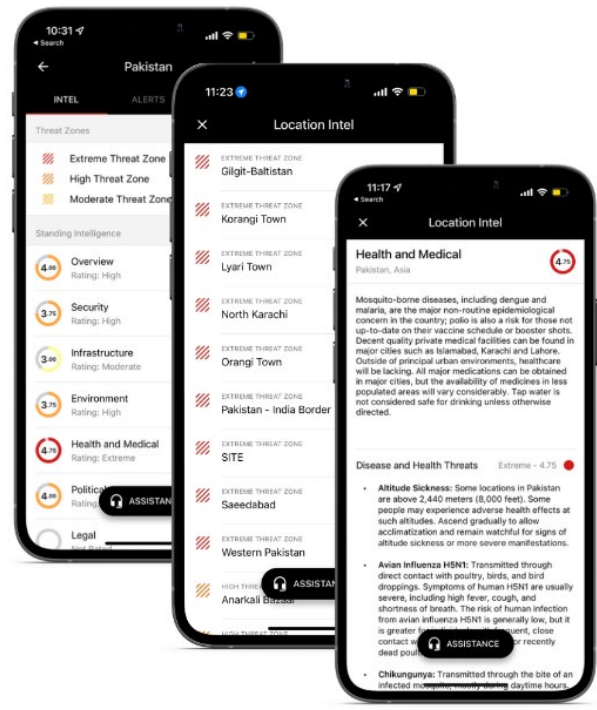 10:31
Search
Pakistan
INTEL
ALERTS
Threat Zones
Extreme Threat Zone
High Threat Zone
Moderate Threat Zone
Standing Intelligence
4.00
Overview
Rating: High
3.75
Security
Rating: High
3.00
Infrastructure
Rating: Moderate
3.75
Environment
Rating: High
4.75
Health and Medical
Rating: Extreme
4.00
Political
Rating:
ASSISTAN
Legal
Not Rated
11:23
Location Intel
EXTREME THREAT ZONE
Gilgit-Baltistan
EXTREME THREAT ZONE
Korangi Town
EXTREME THREAT ZONE
Lyari Town
EXTREME THREAT ZONE
North Karachi
EXTREME THREAT ZONE
Orangi Town
EXTREME THREAT ZONE
Pakistan - India Border
EXTREME THREAT ZONE
SITE
EXTREME THREAT ZONE
Saeedabad
EXTREME THREAT ZONE
Western Pakistan
HIGH THREA
Anarkali Bazaar
ASSISTAN
HIGH THREAT ZONE
11:17
Search
Location Intel
Health and Medical
Pakistan, Asia
4.75
Mosquito-borne diseases, including dengue and
malaria, are the major non-routine epidemiological
concern in the country; polio is also a risk for those not
up-to-date on their vaccine schedule or booster shots.
Decent quality private medical facilities can be found in
major cities such as Islamabad, Karachi and Lahore.
Outside of principal urban environments, healthcare
will be lacking. All major medications can be obtained
in major cities, but the availability of medicines in less
populated areas will vary considerably. Tap water is
not considered safe for drinking unless otherwise
directed.
Disease and Health Threats
Extreme - 4.75
• Altitude Sickness: Some locations in Pakistan
are above 2,440 meters (8,000 feet). Some
people may experience adverse health effects at
such altitudes. Ascend gradually to allow
acclimatization and remain watchful for signs of
altitude sickness or more severe manifestations.
• Avian Influenza H5N1: Transmitted through
direct contact with poultry, birds, and bird
droppings. Symptoms of human H5N1 are usually
severe, including high fever, cough, and
shortness of breath. The risk of human infection
from avian influenza H5N1 is generally low, but it
is greater for individuals with frequent, close
contact w or recently
dead poul
ASSISTANCE
• Chikungunya: Transmitted through the bite of an
infected mosquito, mostly during daytime hours.